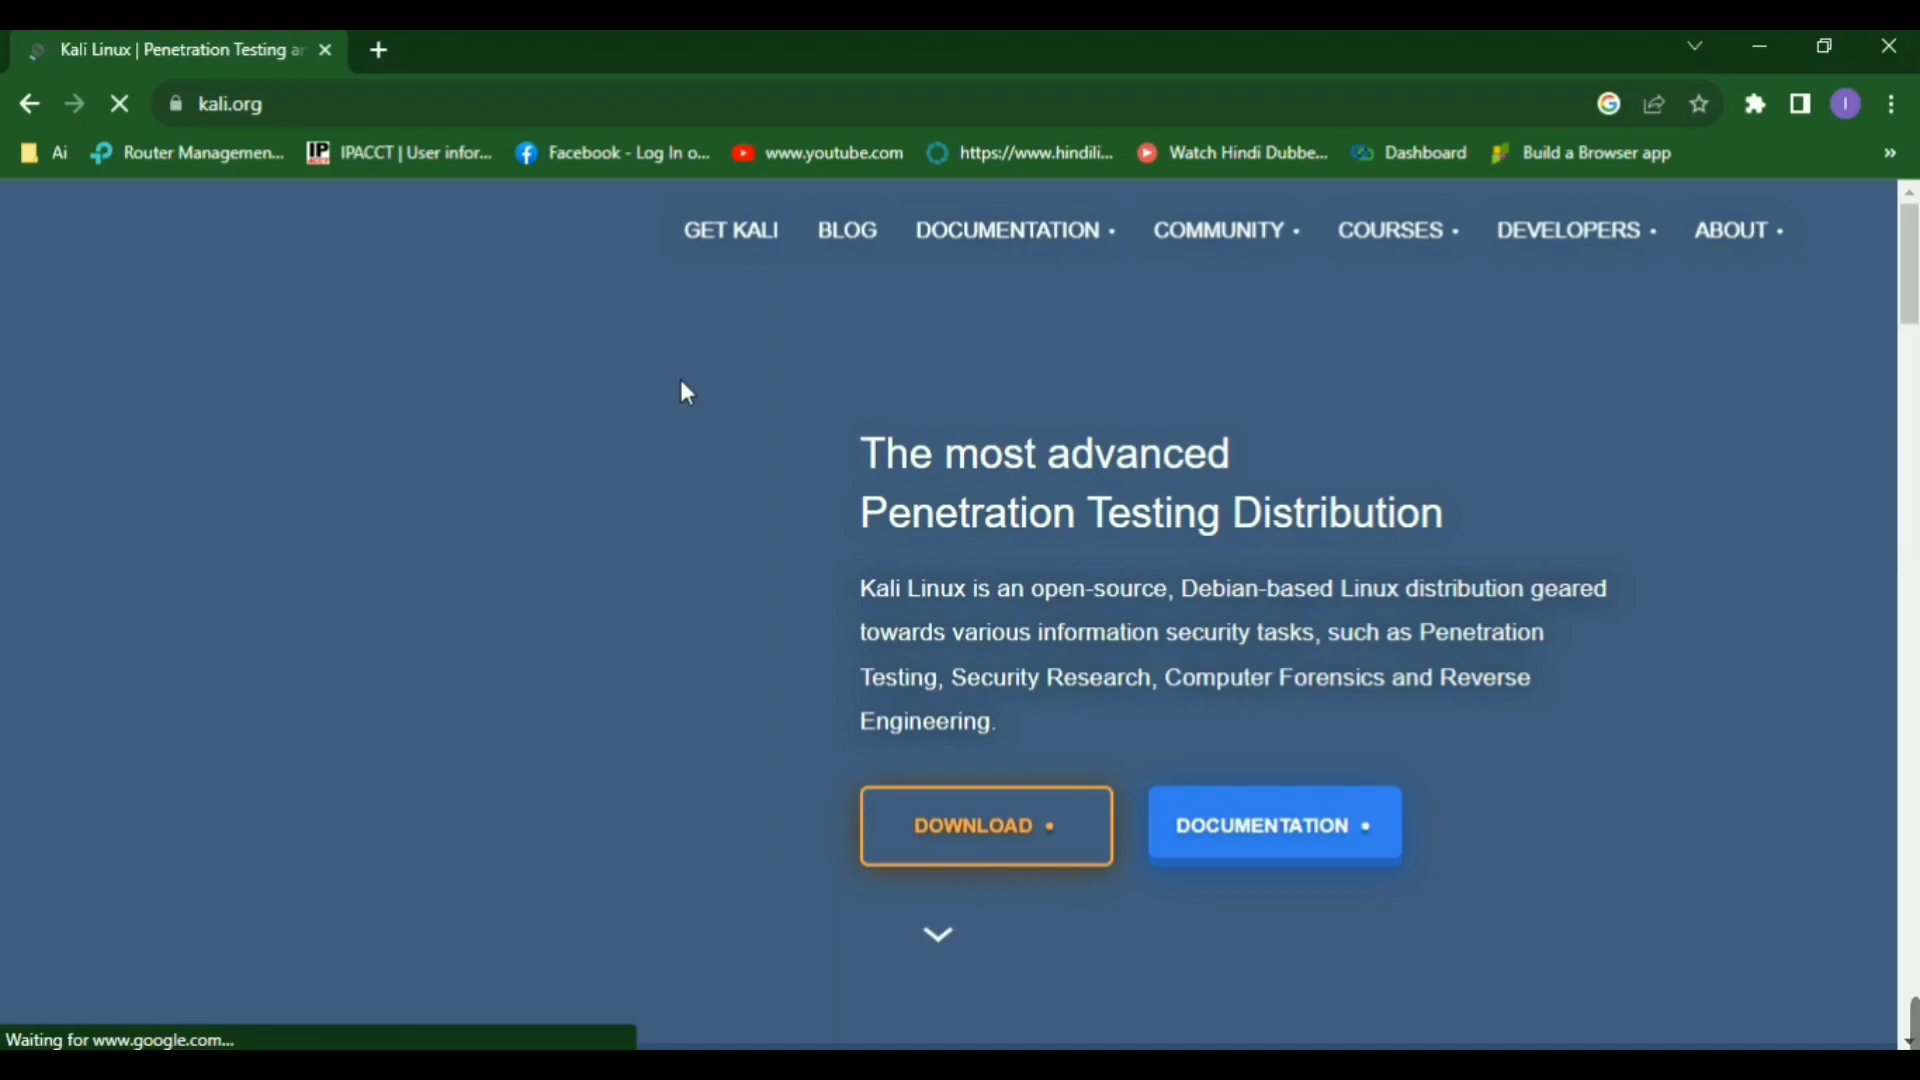 Kali Linux | Penetration Testing ar
kali.org
Ai Router Managemen... IPACCT | User infor... Facebook - Log In o... www.youtube.com https://www.hindili... Watch Hindi Dubbe... Dashboard Build a Browser app
GET KALI BLOG DOCUMENTATION • COMMUNITY • COURSES • DEVELOPERS • ABOUT •
The most advanced
Penetration Testing Distribution
Kali Linux is an open-source, Debian-based Linux distribution geared
towards various information security tasks, such as Penetration
Testing, Security Research, Computer Forensics and Reverse
Engineering.
DOWNLOAD • DOCUMENTATION •
Waiting for www.google.com...